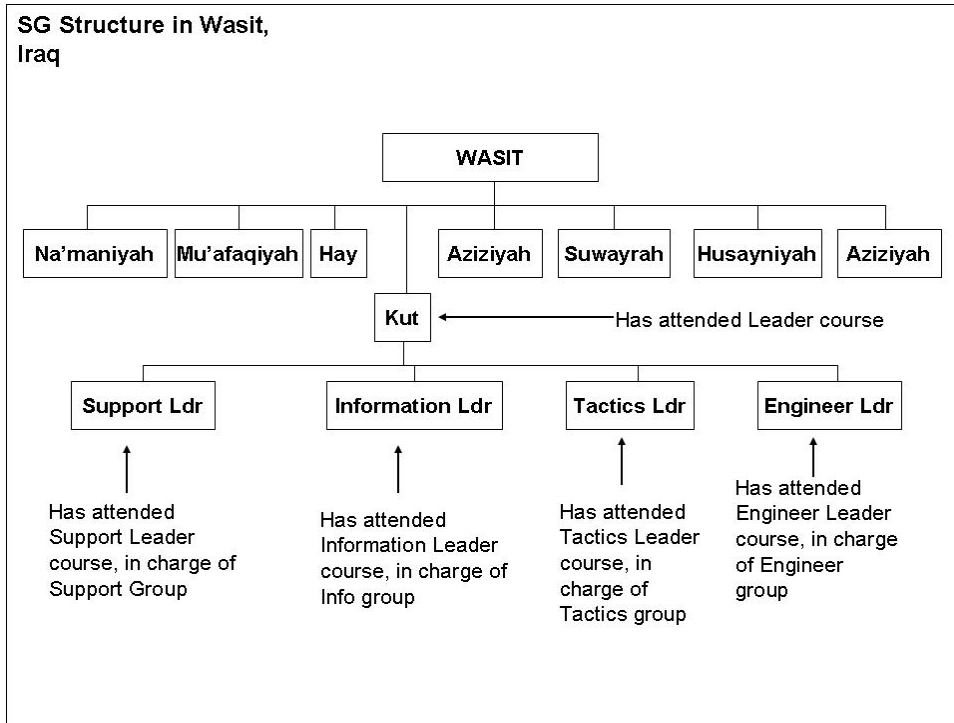 SG Structure in Wasit,
Iraq
WASIT
Na’maniyah
Mu’afaqiyah
Hay
Aziziyah
Suwayrah
Husayniyah
Aziziyah
Kut
Has attended Leader course
Support Ldr
Information Ldr
Tactics Ldr
Engineer Ldr
Has attended
Support Leader
course, in charge of
Support Group
Has attended
Information Leader
course, in charge of
Info group
Has attended
Tactics Leader
course, in
charge of
Tactics group
Has attended
Engineer Leader
course, in charge
of Engineer
group